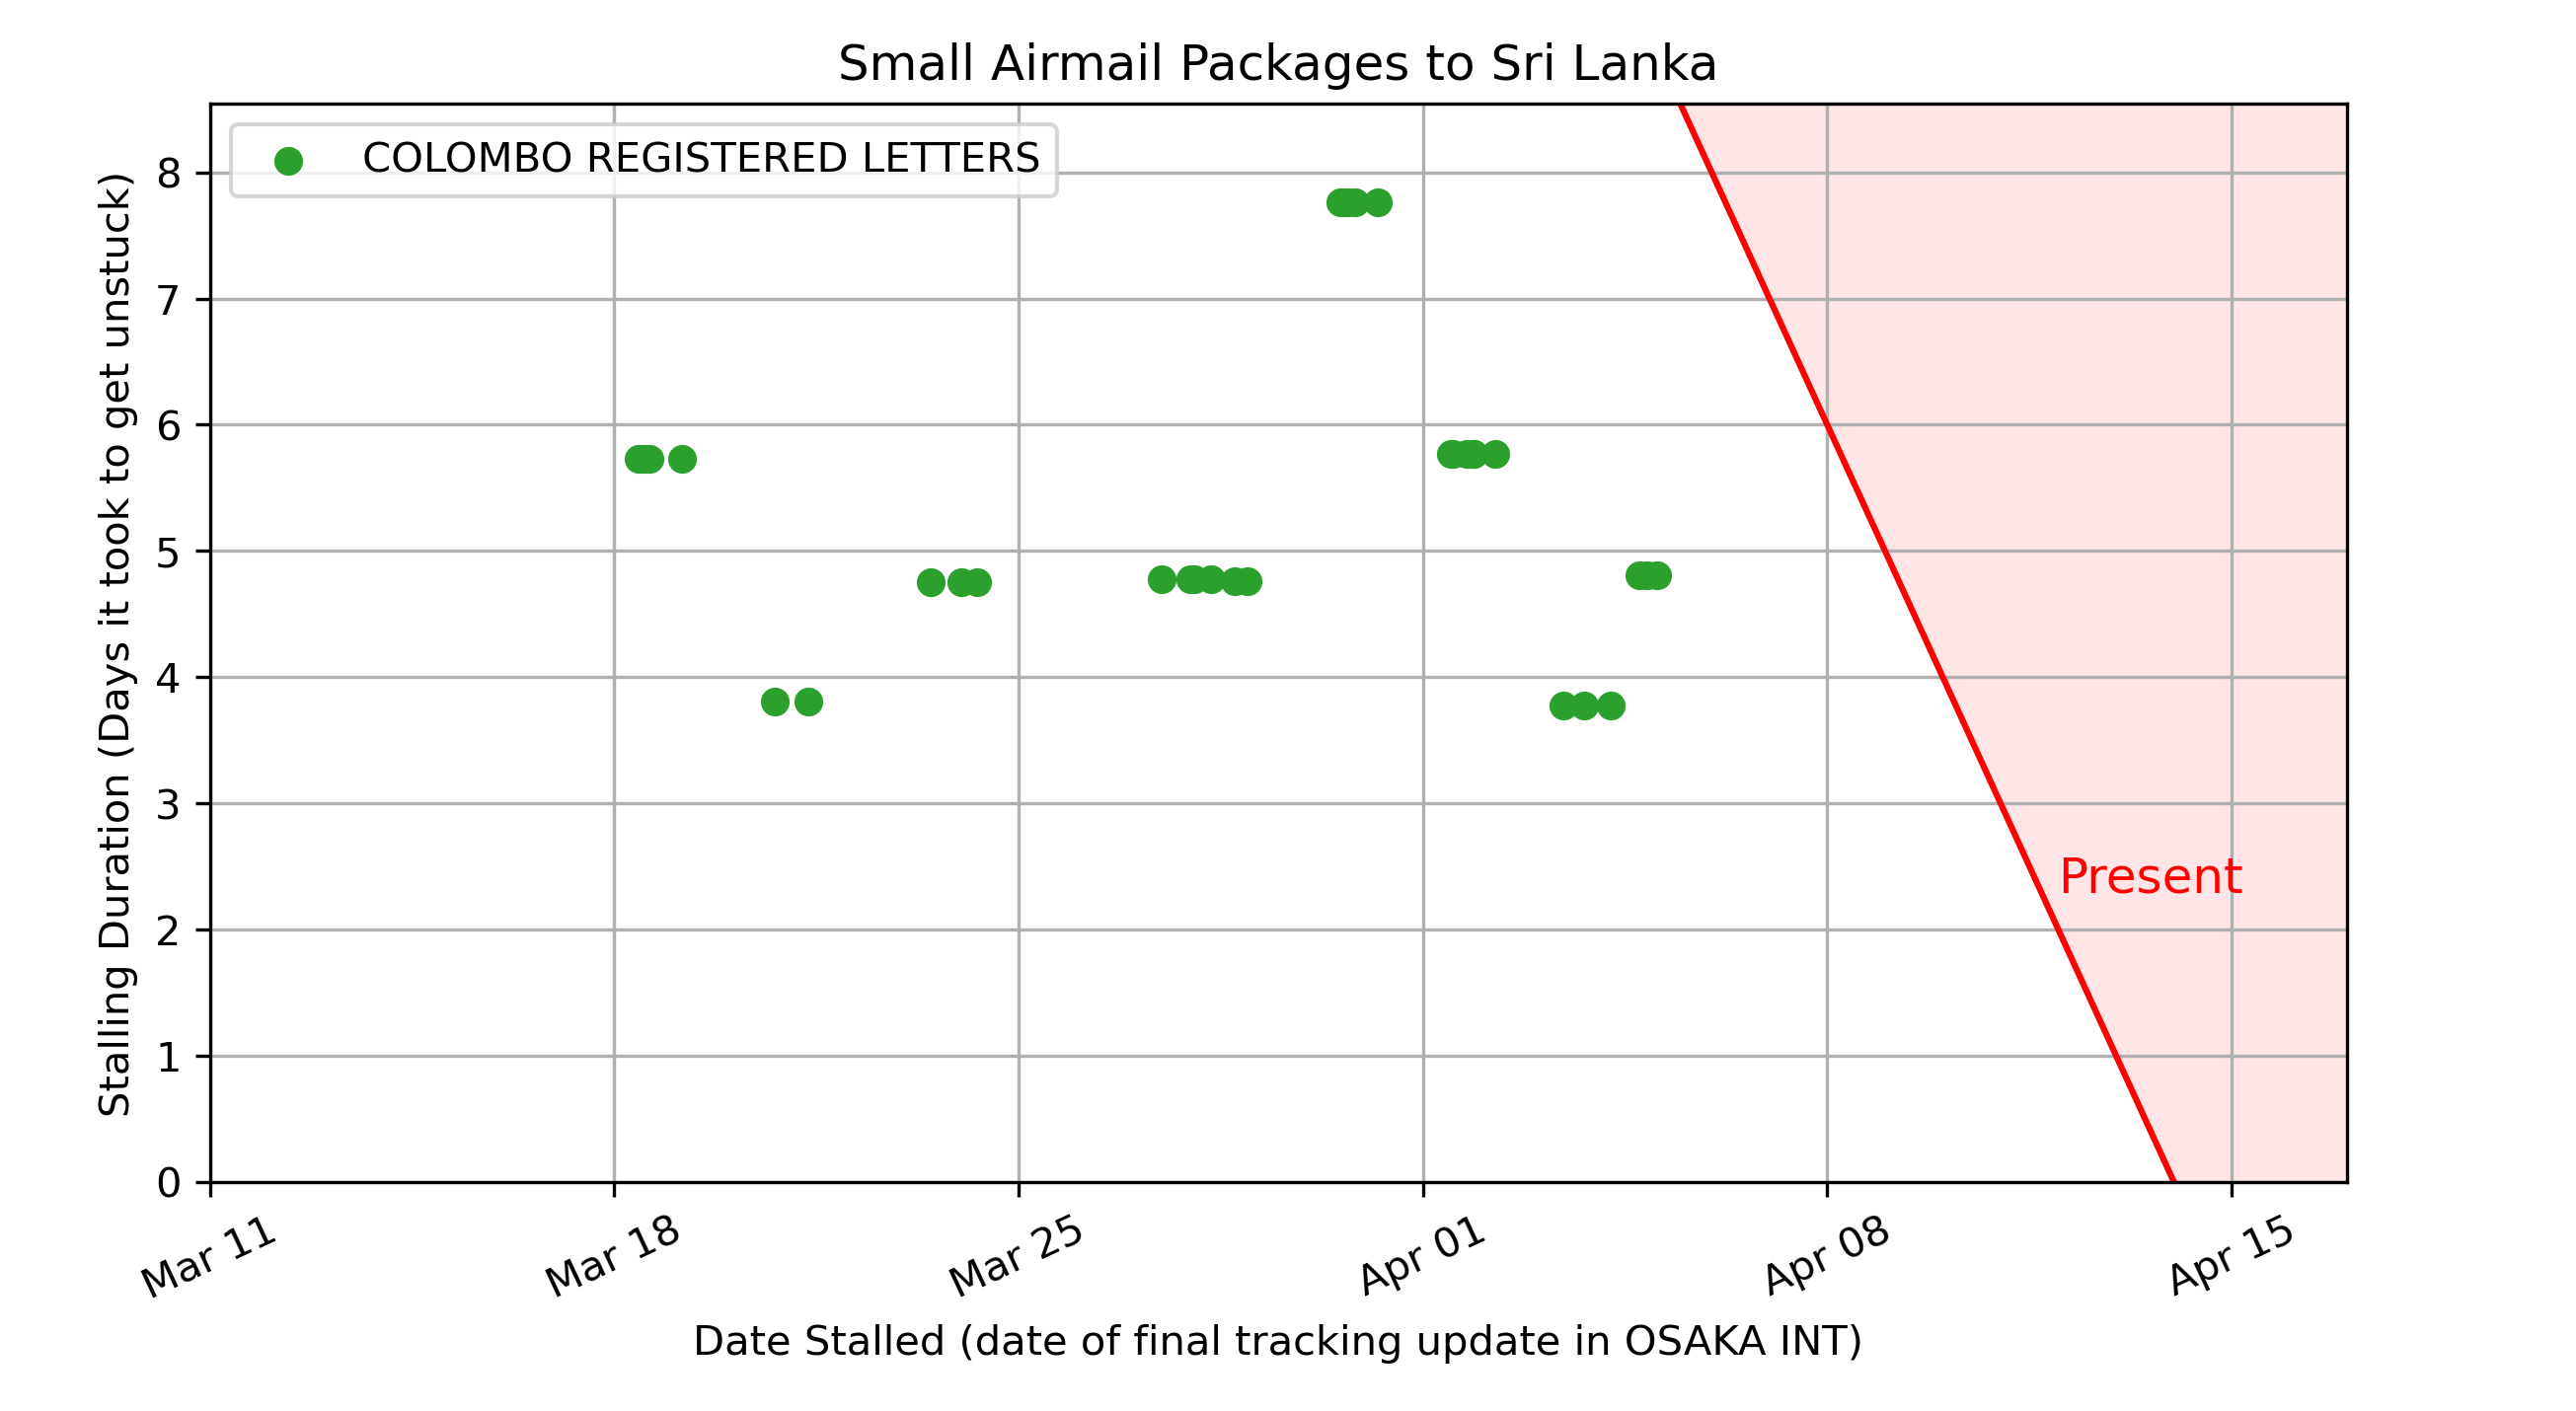 Small Airmail Packages to Sri Lanka
COLOMBO REGISTERED LETTERS
Stalling Duration (Days it took to get unstuck)
8
7
6
5
4
3
2
1
0
Present
Mar 11
Mar 18
Mar 25
Apr 01
Apr 08
Apr 15
Date Stalled (date of final tracking update in OSAKA INT)